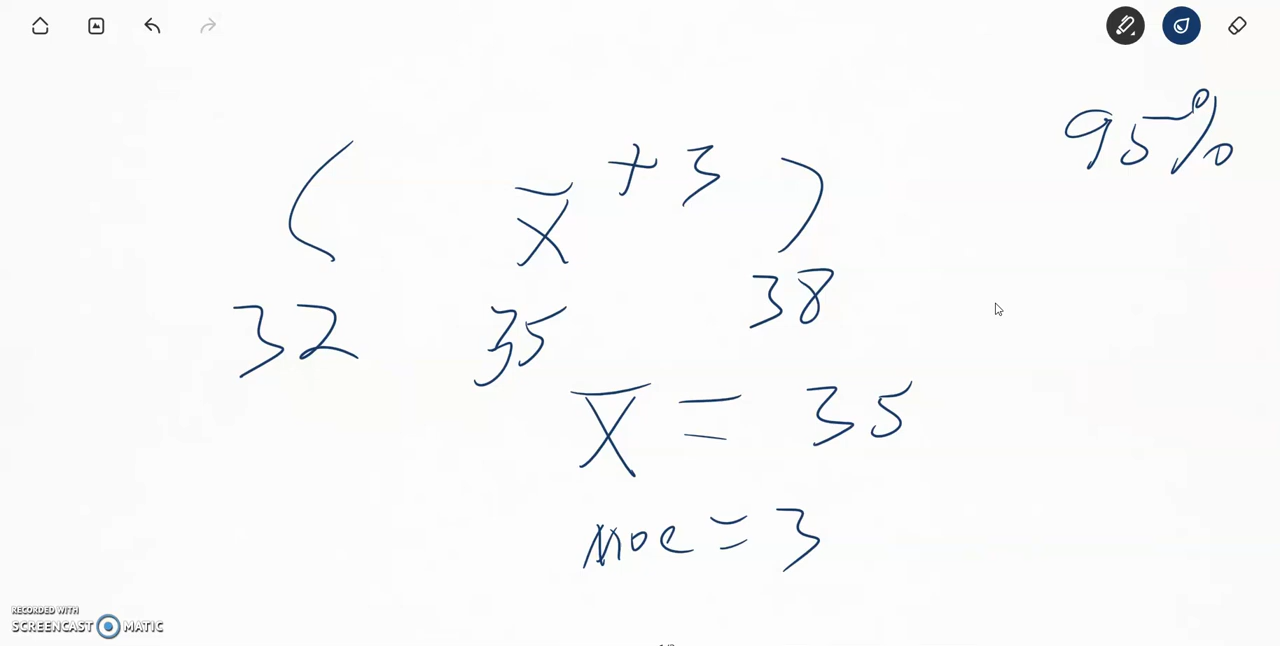 95%
( x̄ + 3 )
32 35 38
x̄ = 35
moe = 3
RECORDED WITH
SCREENCAST MATIC